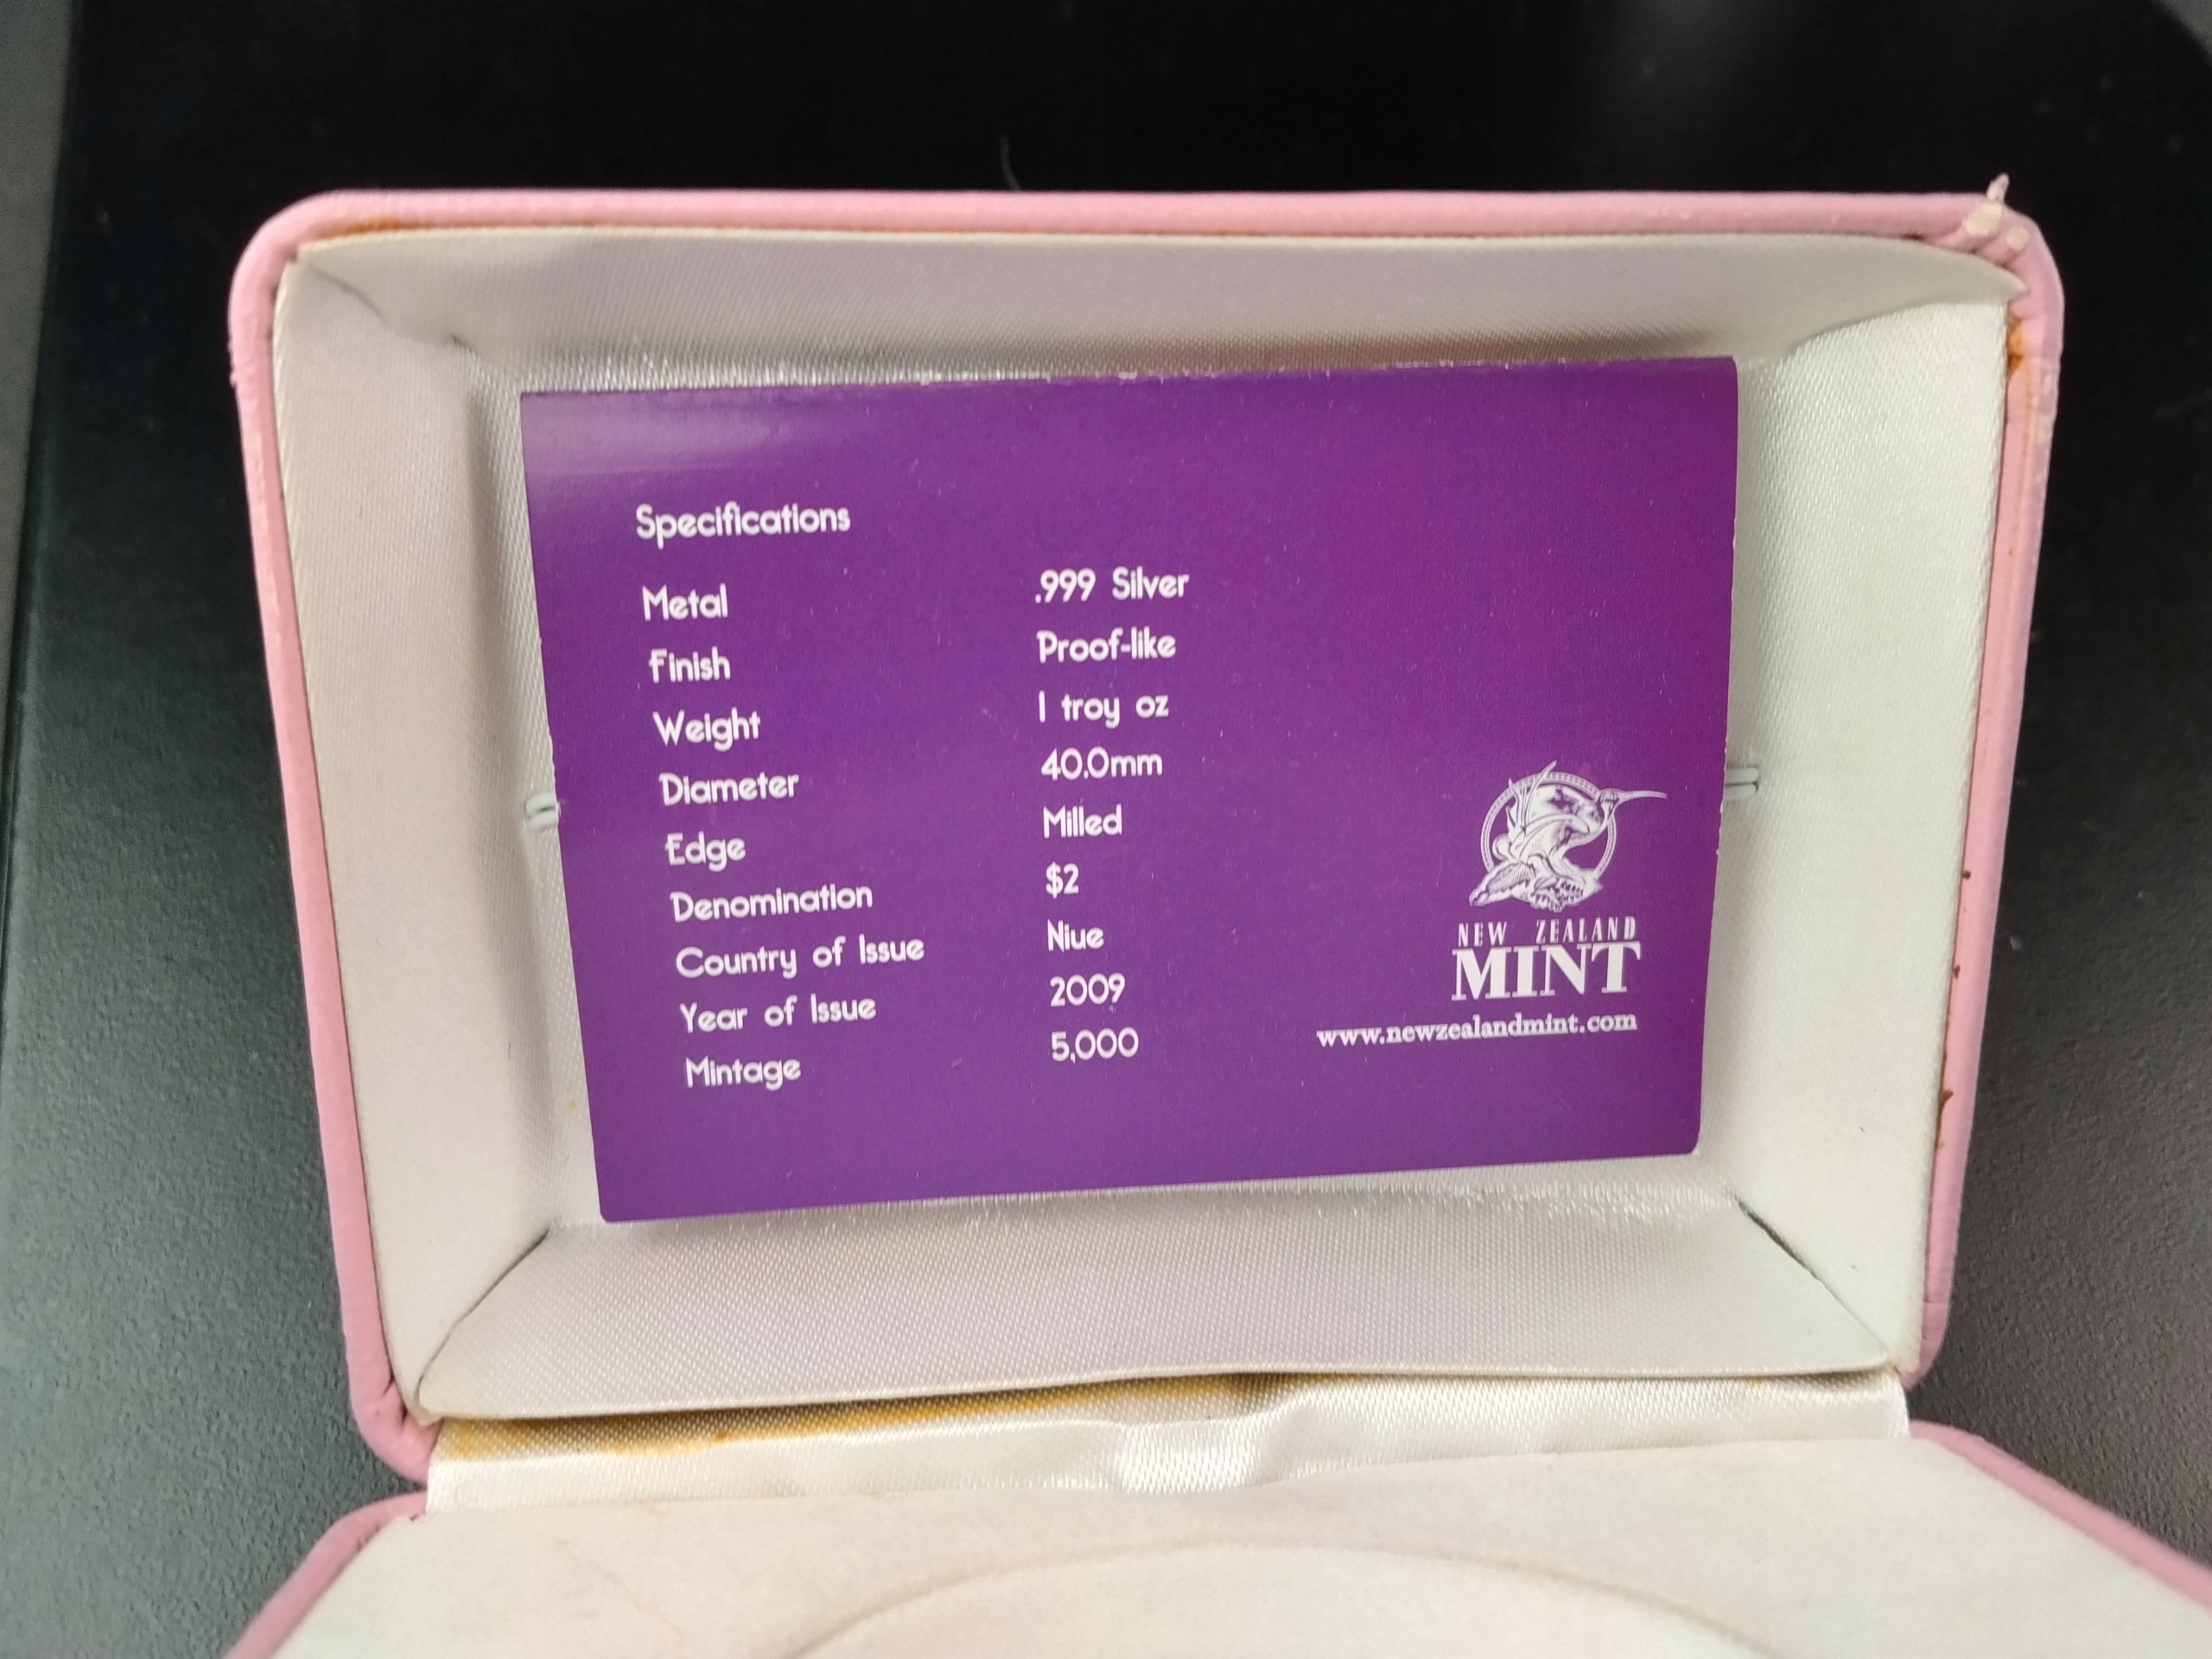 Specifications
Metal .999 Silver
Finish Proof-like
Weight 1 troy oz
Diameter 40.0mm
Edge Milled
Denomination $2
Country of Issue Niue
Year of Issue 2009
Mintage 5,000
NEW ZEALAND
MINT
www.newzealandmint.com